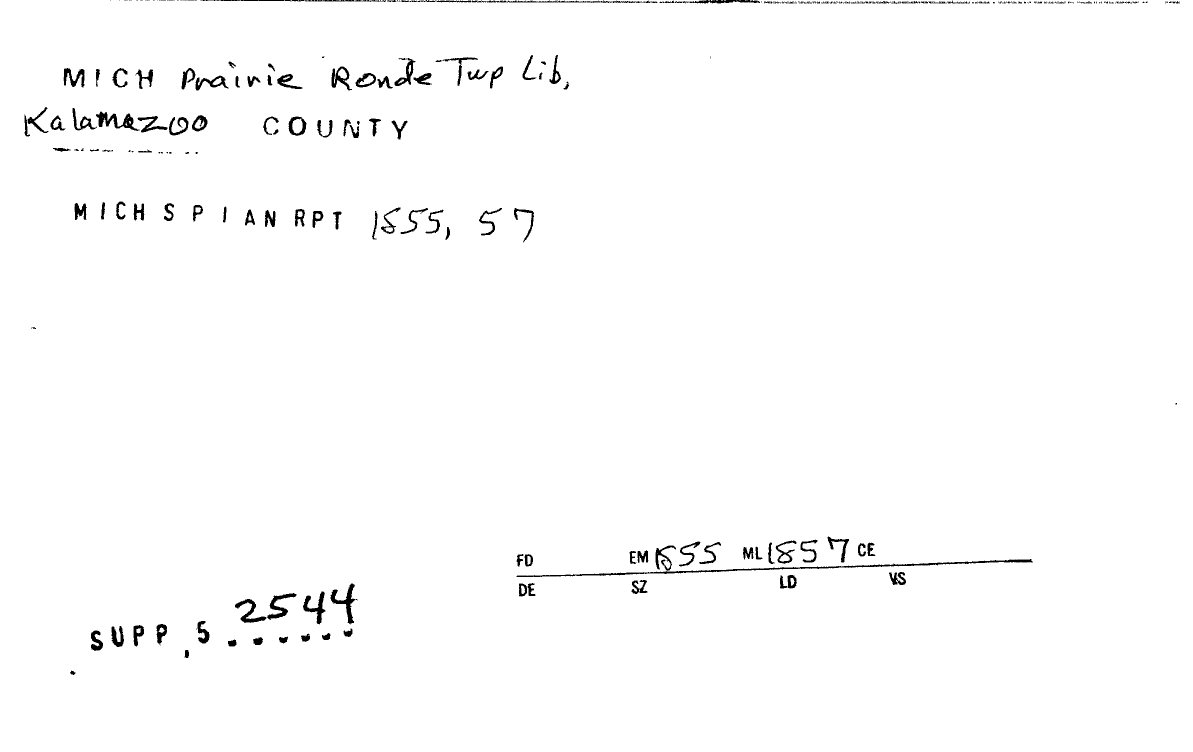 MICH Prairie Ronde Twp Lib,
Kalamazoo COUNTY
MICH S P I AN RPT 1855, 57
FD EM 1855 ML 1857 CE
DE SZ LD VS
SUPP, 5 2544